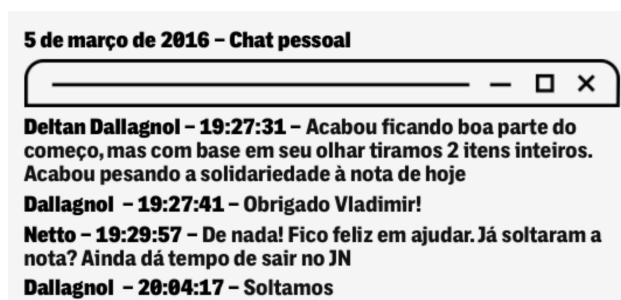 5 de março de 2016 – Chat pessoal
Deltan Dallagnol – 19:27:31 – Acabou ficando boa parte do
começo, mas com base em seu olhar tiramos 2 itens inteiros.
Acabou pesando a solidariedade à nota de hoje
Dallagnol – 19:27:41 – Obrigado Vladimir!
Netto – 19:29:57 – De nada! Fico feliz em ajudar. Já soltaram a
nota? Ainda dá tempo de sair no JN
Dallagnol – 20:04:17 – Soltamos